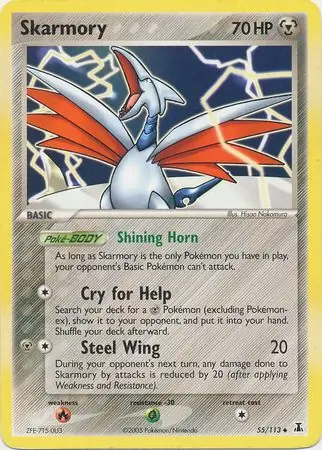 Skarmory 70 HP
BASIC
Illus. Hisao Nakamura
Poké-BODY Shining Horn
As long as Skarmory is the only Pokémon you have in play,
your opponent's Basic Pokémon can't attack.
Cry for Help
Search your deck for a Pokémon (excluding Pokémon-
ex), show it to your opponent, and put it into your hand.
Shuffle your deck afterward.
Steel Wing 20
During your opponent's next turn, any damage done to
Skarmory by attacks is reduced by 20 (after applying
Weakness and Resistance).
weakness resistance -30 retreat cost
ZFE-7T5-0U3 ©2005 Pokémon/Nintendo 55/113